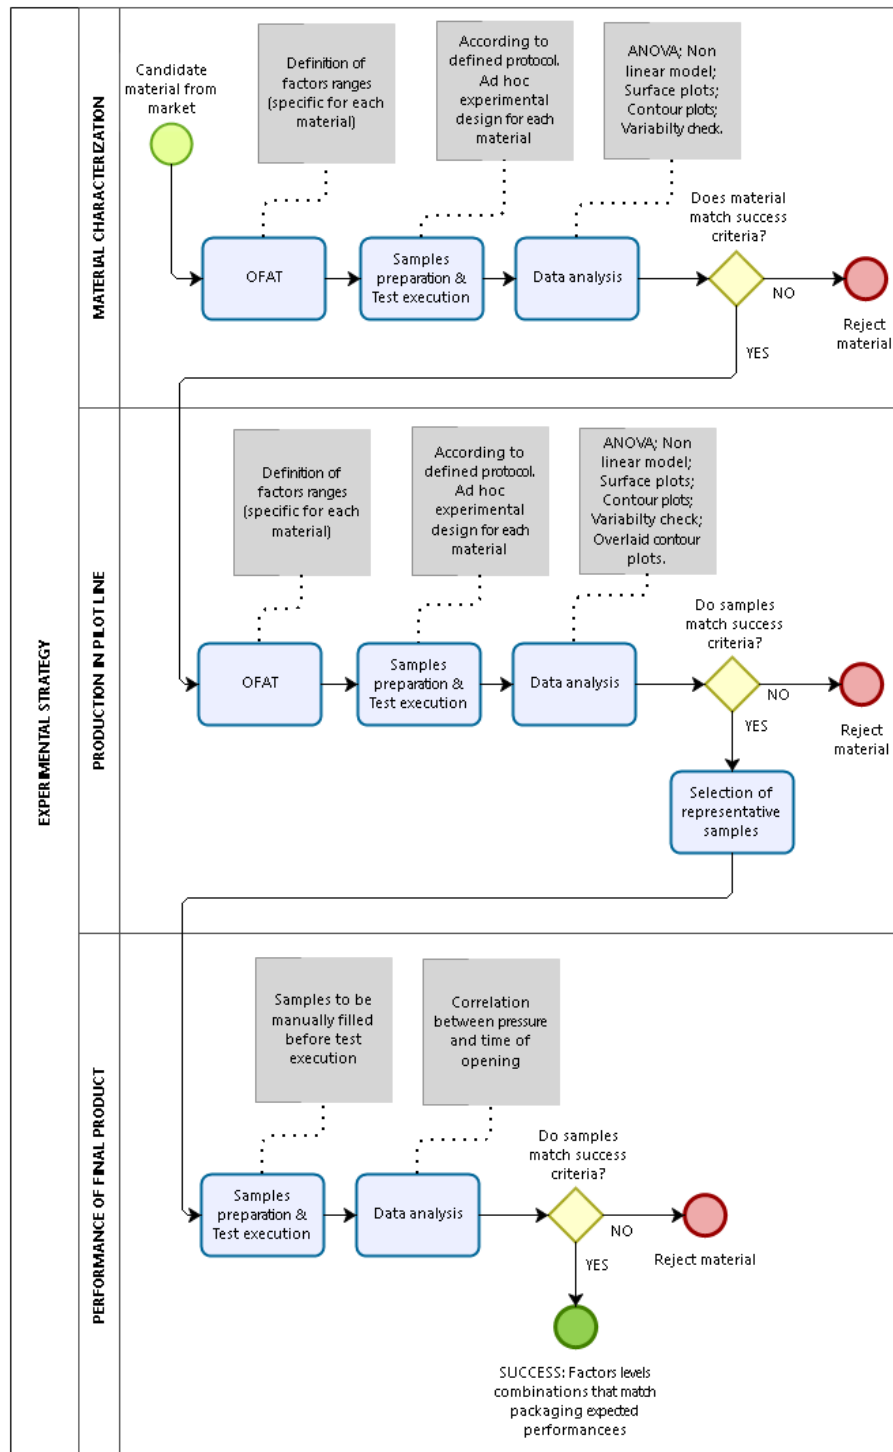 EXPERIMENTAL STRATEGY
MATERIAL CHARACTERIZATION
Candidate
material from
market
Definition of
factors ranges
(specific for each
material)
According to
defined protocol.
Ad hoc
experimental
design for each
material
ANOVA; Non
linear model;
Surface plots;
Contour plots;
Variabilty check.
Does material
match success
criteria?
OFAT
Samples
preparation &
Test execution
Data analysis
NO
YES
Reject
material
PRODUCTION IN PILOT LINE
Definition of
factors ranges
(specific for each
material)
According to
defined protocol.
Ad hoc
experimental
design for each
material
ANOVA; Non
linear model;
Surface plots;
Contour plots;
Variabilty check;
Overlaid contour
plots.
Do samples
match success
criteria?
OFAT
Samples
preparation &
Test execution
Data analysis
NO
YES
Reject
material
Selection of
representative
samples
PERFORMANCE OF FINAL PRODUCT
Samples to be
manually filled
before test
execution
Correlation
between pressure
and time of
opening
Do samples
match success
criteria?
Samples
preparation &
Test execution
Data analysis
NO
YES
Reject material
SUCCESS: Factors levels
combinations that match
packaging expected
performancees